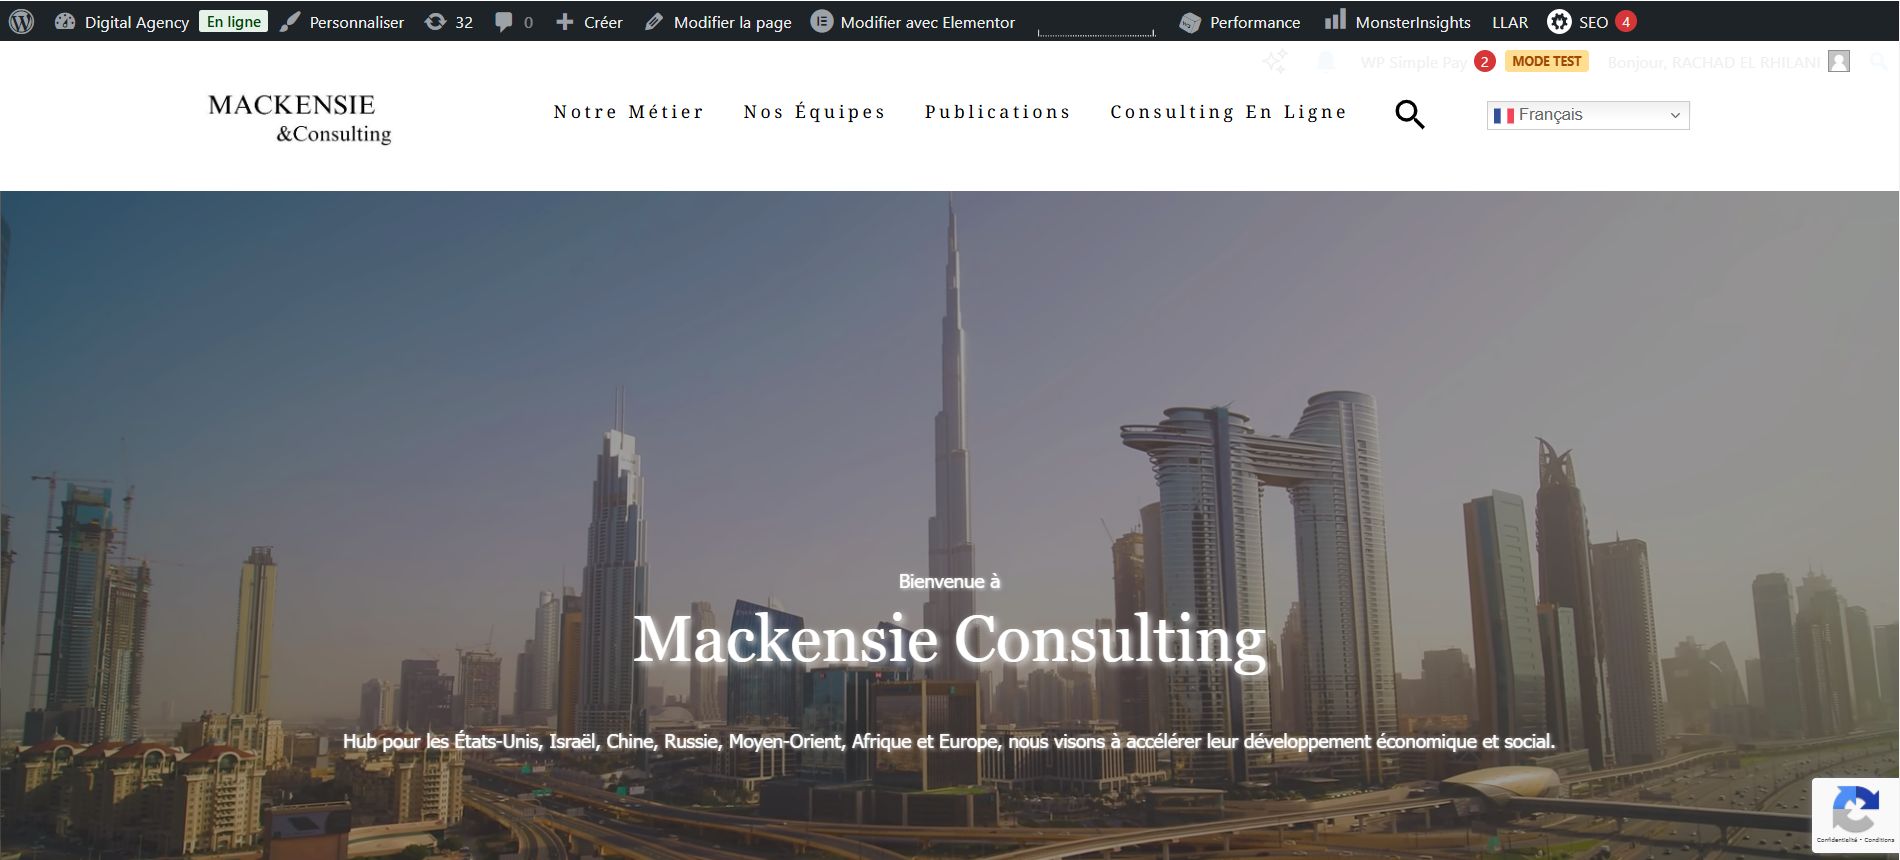 Digital Agency En ligne Personnaliser 32 0 Créer Modifier la page Modifier avec Elementor Performance MonsterInsights LLAR SEO 4
WP Simple Pay 2 MODE TEST Bonjour, RACHAD EL RHILANI
MACKENSIE
&Consulting
Notre Métier Nos Équipes Publications Consulting En Ligne Français
Bienvenue à
Mackensie Consulting
Hub pour les États-Unis, Israël, Chine, Russie, Moyen-Orient, Afrique et Europe, nous visons à accélérer leur développement économique et social.
Confidentialité • Conditions